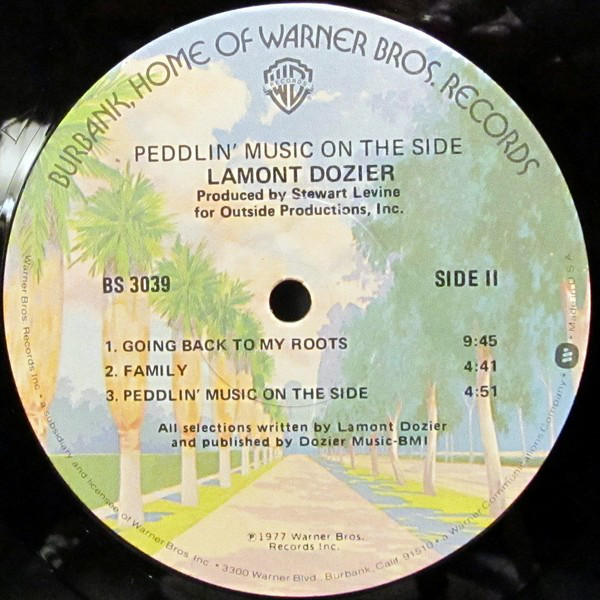 BURBANK, HOME OF WARNER BROS. RECORDS
WB
RECORDS
PEDDLIN' MUSIC ON THE SIDE
LAMONT DOZIER
Produced by Stewart Levine
for Outside Productions, Inc.
BS 3039
SIDE II
1. GOING BACK TO MY ROOTS 9:45
2. FAMILY 4:41
3. PEDDLIN' MUSIC ON THE SIDE 4:51
All selections written by Lamont Dozier
and published by Dozier Music-BMI
℗1977 Warner Bros.
Records Inc.
Warner Bros. Records Inc. • a subsidiary and licensee of Warner Bros. Inc. • 3300 Warner Blvd., Burbank, Calif. 91510 • a Warner Communications Company • Made in U.S.A.